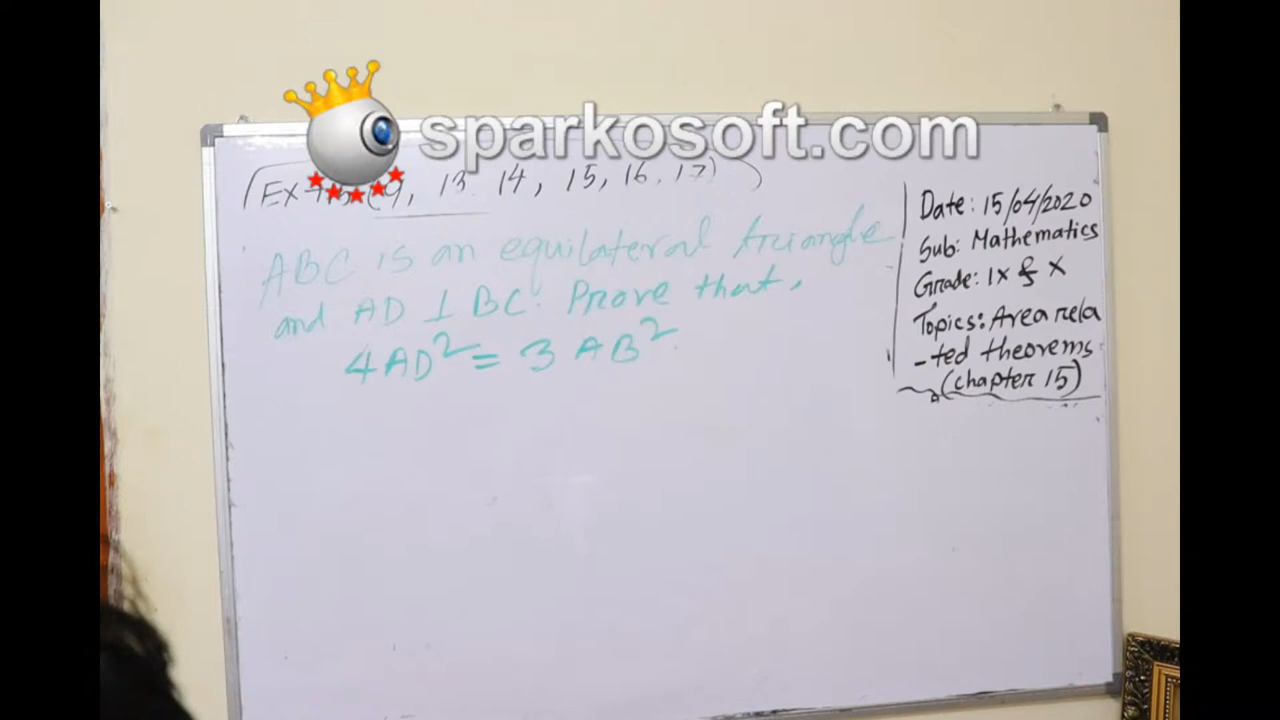 sparkosoft.com
Ex-15 (9, 13 14, 15, 16, 17)
ABC is an equilateral triangle
and AD ⊥ BC. Prove that,
4AD² = 3AB².
Date: 15/04/2020
Sub: Mathematics
Grade: IX & X
Topics: Area rela
-ted theorems
(chapter 15)